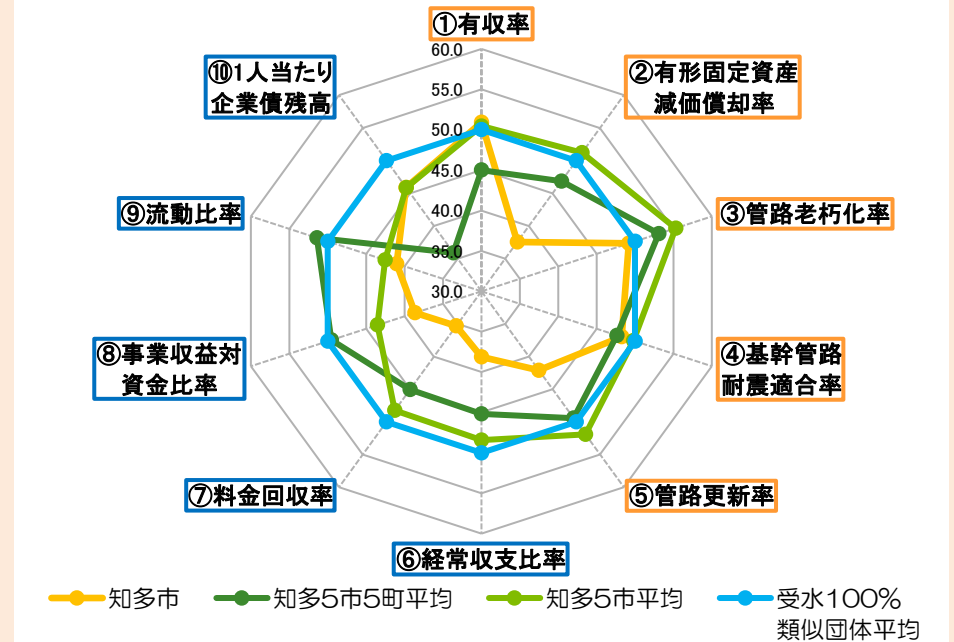 ①有収率
60.0
55.0
50.0
45.0
40.0
35.0
30.0
②有形固定資産
減価償却率
③管路老朽化率
④基幹管路
耐震適合率
⑤管路更新率
⑥経常収支比率
⑦料金回収率
⑧事業収益対
資金比率
⑨流動比率
⑩1人当たり
企業債残高
知多市
知多5市5町平均
知多5市平均
受水100%
類似団体平均